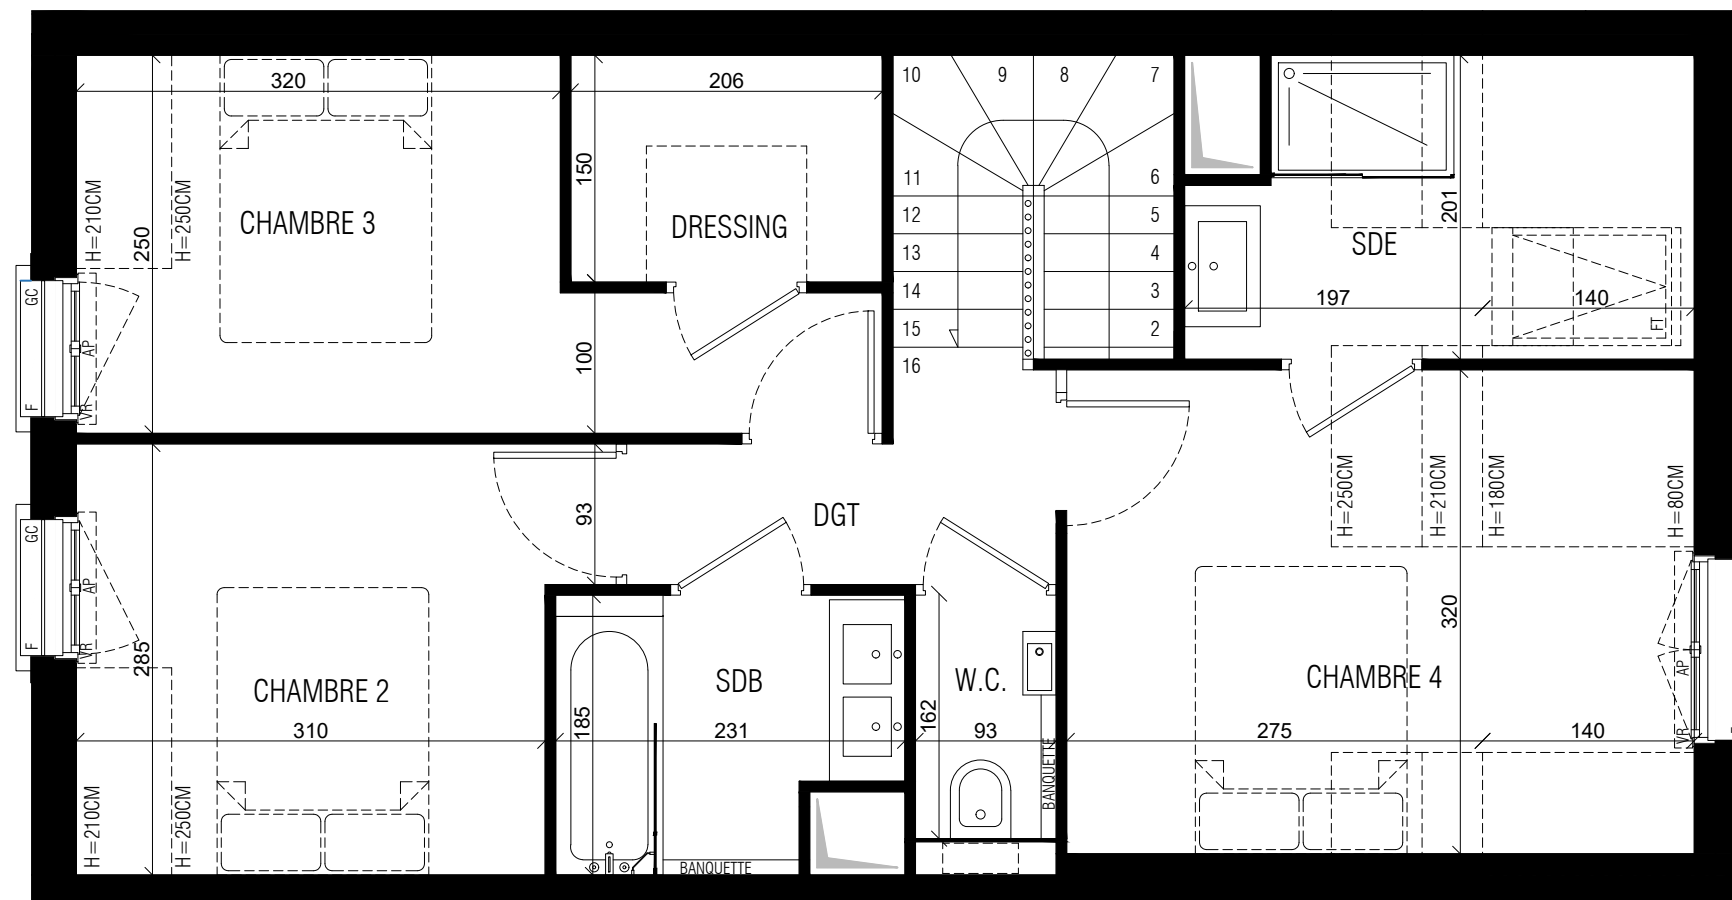 320
206
10
9
8
7
150
H=210CM
H=250CM
CHAMBRE 3
250
DRESSING
11
6
12
5
13
4
14
3
15
2
16
201
SDE
197
140
FT
GC
AP
F
VR
100
93
DGT
H=250CM
H=210CM
H=180CM
H=80CM
GC
AP
F
VR
285
CHAMBRE 2
310
H=210CM
H=250CM
185
SDB
231
BANQUETTE
162
W.C.
93
BANQUETTE
320
CHAMBRE 4
275
140
AP
VR